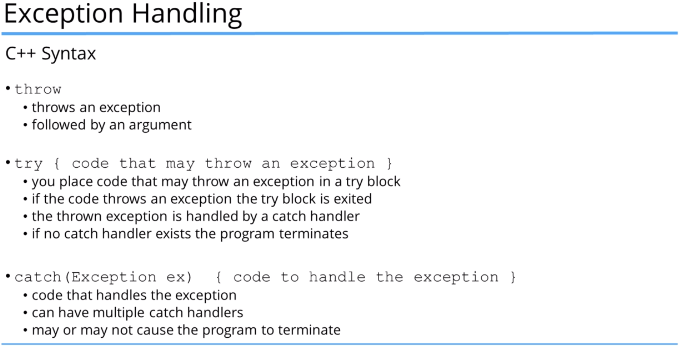 Exception Handling
C++ Syntax
• throw
• throws an exception
• followed by an argument
• try { code that may throw an exception }
• you place code that may throw an exception in a try block
• if the code throws an exception the try block is exited
• the thrown exception is handled by a catch handler
• if no catch handler exists the program terminates
• catch(Exception ex)  { code to handle the exception }
• code that handles the exception
• can have multiple catch handlers
• may or may not cause the program to terminate